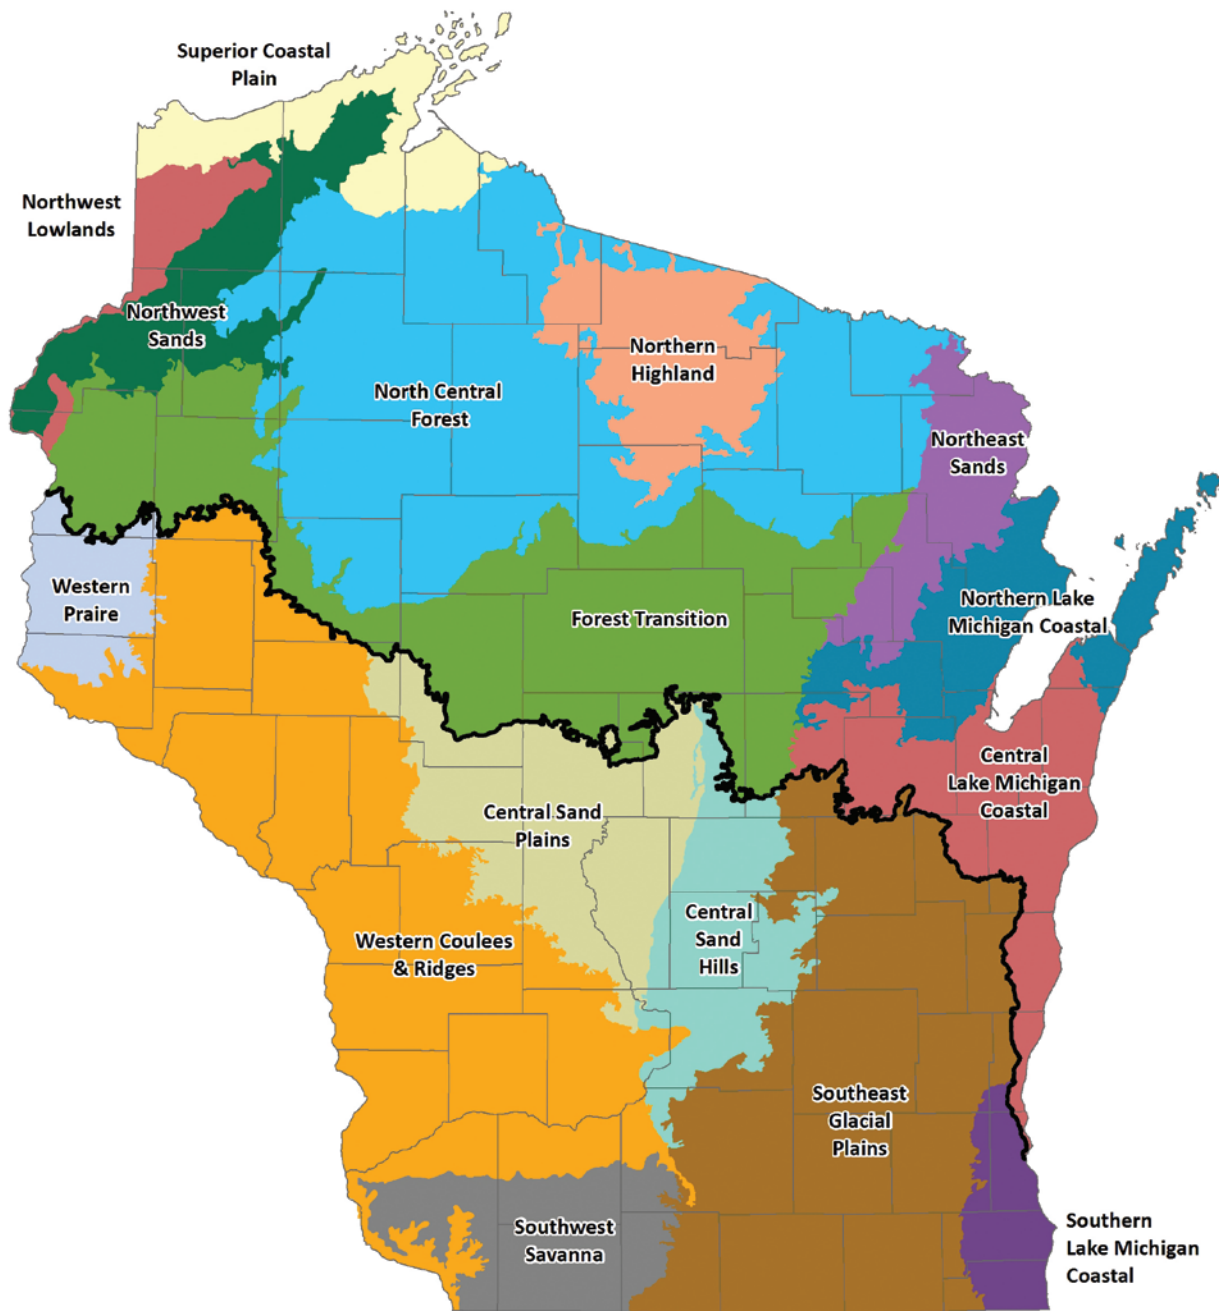 Superior Coastal
Plain
Northwest
Lowlands
Northwest
Sands
Northern
Highland
North Central
Forest
Northeast
Sands
Western
Praire
Forest Transition
Northern Lake
Michigan Coastal
Central
Lake Michigan
Coastal
Central Sand
Plains
Central
Sand
Hills
Western Coulees
& Ridges
Southeast
Glacial
Plains
Southwest
Savanna
Southern
Lake Michigan
Coastal